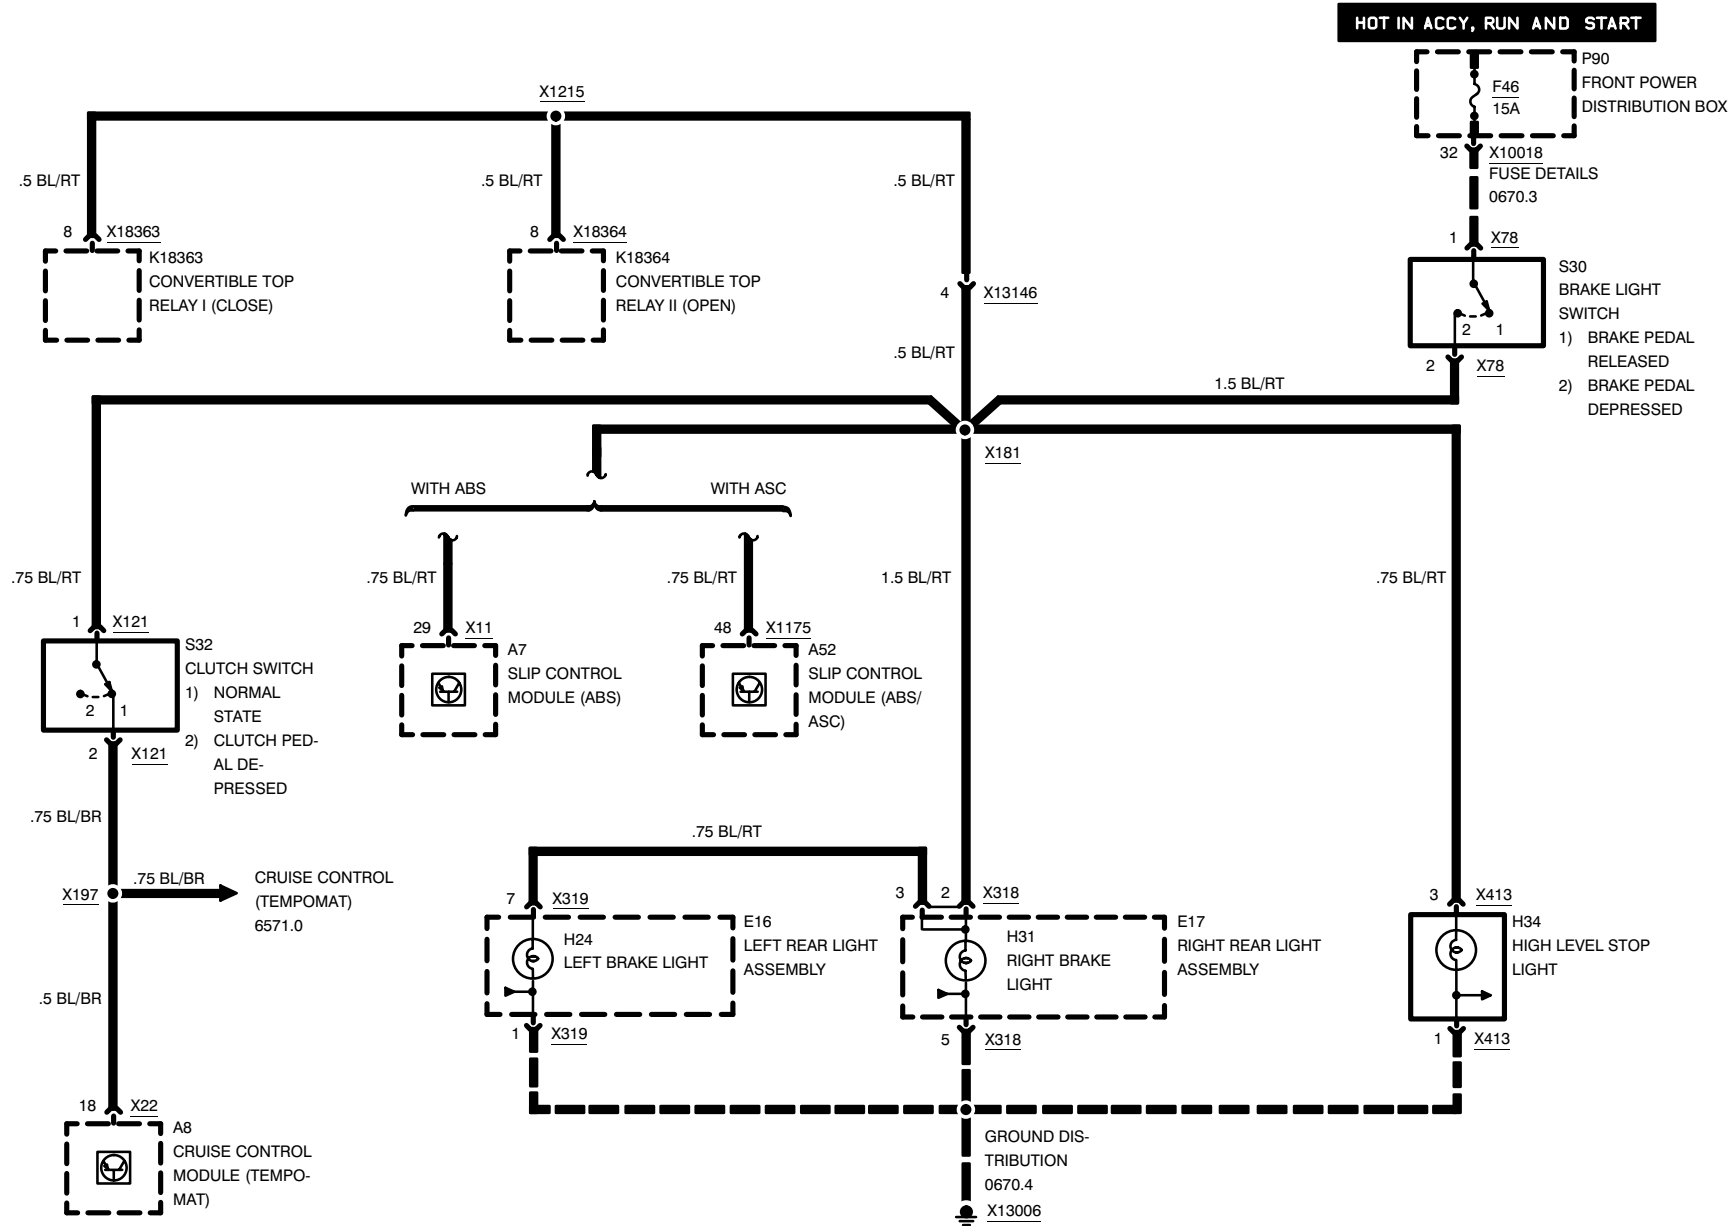 HOT IN ACCY, RUN AND START
P90
FRONT POWER
DISTRIBUTION BOX
F46
15A
32
X10018
FUSE DETAILS
0670.3
X1215
.5 BL/RT
.5 BL/RT
.5 BL/RT
8
X18363
K18363
CONVERTIBLE TOP
RELAY I (CLOSE)
8
X18364
K18364
CONVERTIBLE TOP
RELAY II (OPEN)
4
X13146
.5 BL/RT
1
X78
S30
BRAKE LIGHT
SWITCH
1) BRAKE PEDAL
RELEASED
2) BRAKE PEDAL
DEPRESSED
2
1
2
X78
1.5 BL/RT
X181
WITH ABS
WITH ASC
.75 BL/RT
.75 BL/RT
.75 BL/RT
1.5 BL/RT
.75 BL/RT
1
X121
S32
CLUTCH SWITCH
1) NORMAL
STATE
2) CLUTCH PED-
AL DE-
PRESSED
2
1
2
X121
29
X11
A7
SLIP CONTROL
MODULE (ABS)
48
X1175
A52
SLIP CONTROL
MODULE (ABS/
ASC)
.75 BL/BR
X197
.75 BL/BR
CRUISE CONTROL
(TEMPOMAT)
6571.0
.5 BL/BR
18
X22
A8
CRUISE CONTROL
MODULE (TEMPO-
MAT)
.75 BL/RT
7
X319
E16
LEFT REAR LIGHT
ASSEMBLY
H24
LEFT BRAKE LIGHT
1
X319
3
2
X318
E17
RIGHT REAR LIGHT
ASSEMBLY
H31
RIGHT BRAKE
LIGHT
5
X318
3
X413
H34
HIGH LEVEL STOP
LIGHT
1
X413
GROUND DIS-
TRIBUTION
0670.4
X13006